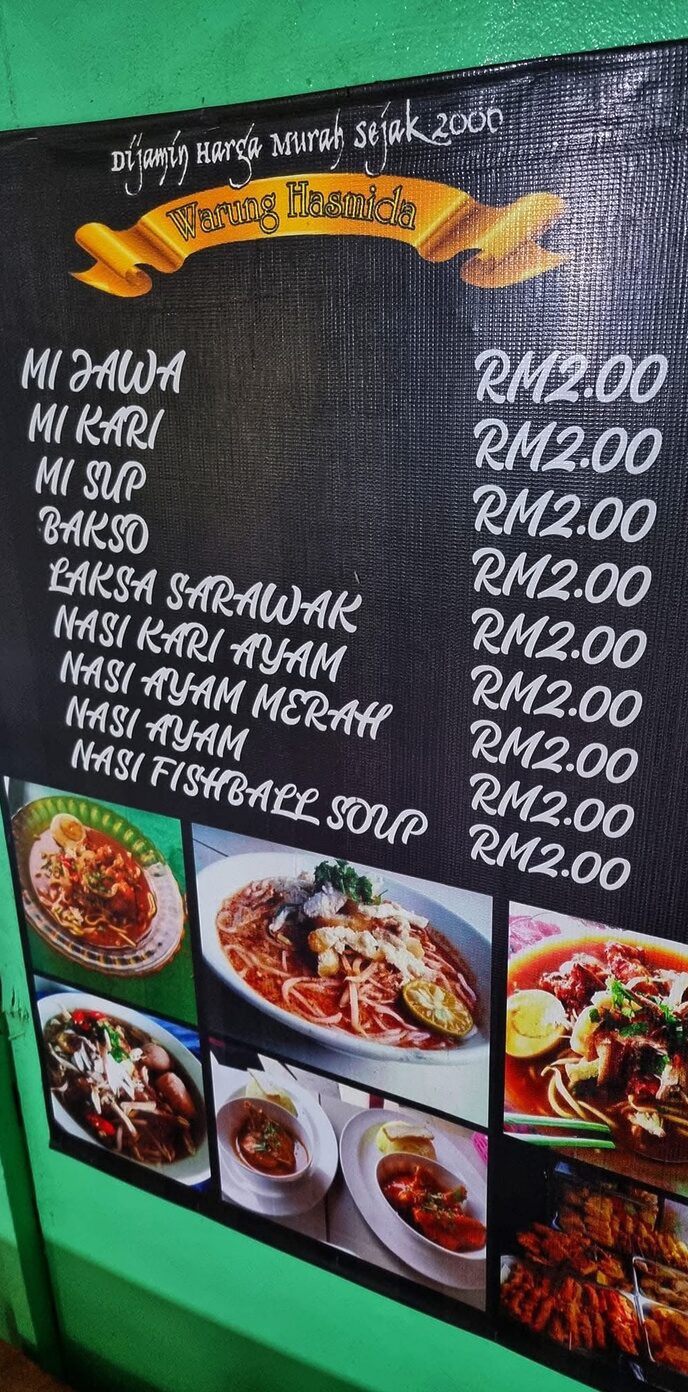 Dijamin Harga Murah Sejak 2000
Warung Hasmida
MI JAWA RM2.00
MI KARI RM2.00
MI SUP RM2.00
BAKSO RM2.00
LAKSA SARAWAK RM2.00
NASI KARI AYAM RM2.00
NASI AYAM MERAH RM2.00
NASI AYAM RM2.00
NASI FISHBALL SOUP RM2.00